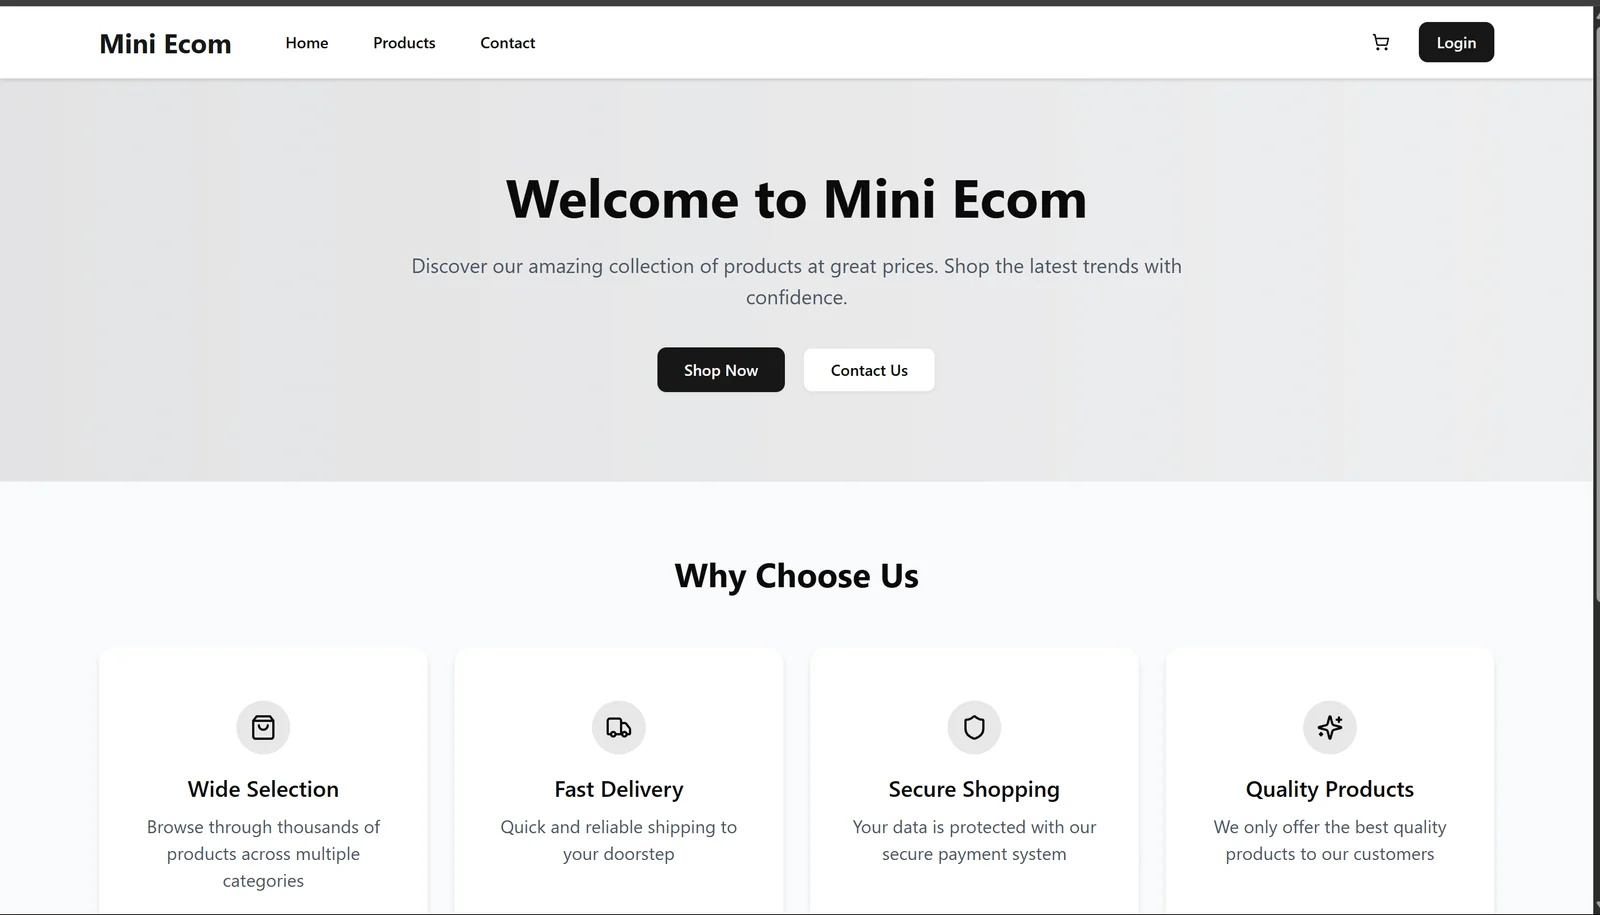 Mini Ecom
Home
Products
Contact
Login
Welcome to Mini Ecom
Discover our amazing collection of products at great prices. Shop the latest trends with
confidence.
Shop Now
Contact Us
Why Choose Us
Wide Selection
Browse through thousands of
products across multiple
categories
Fast Delivery
Quick and reliable shipping to
your doorstep
Secure Shopping
Your data is protected with our
secure payment system
Quality Products
We only offer the best quality
products to our customers